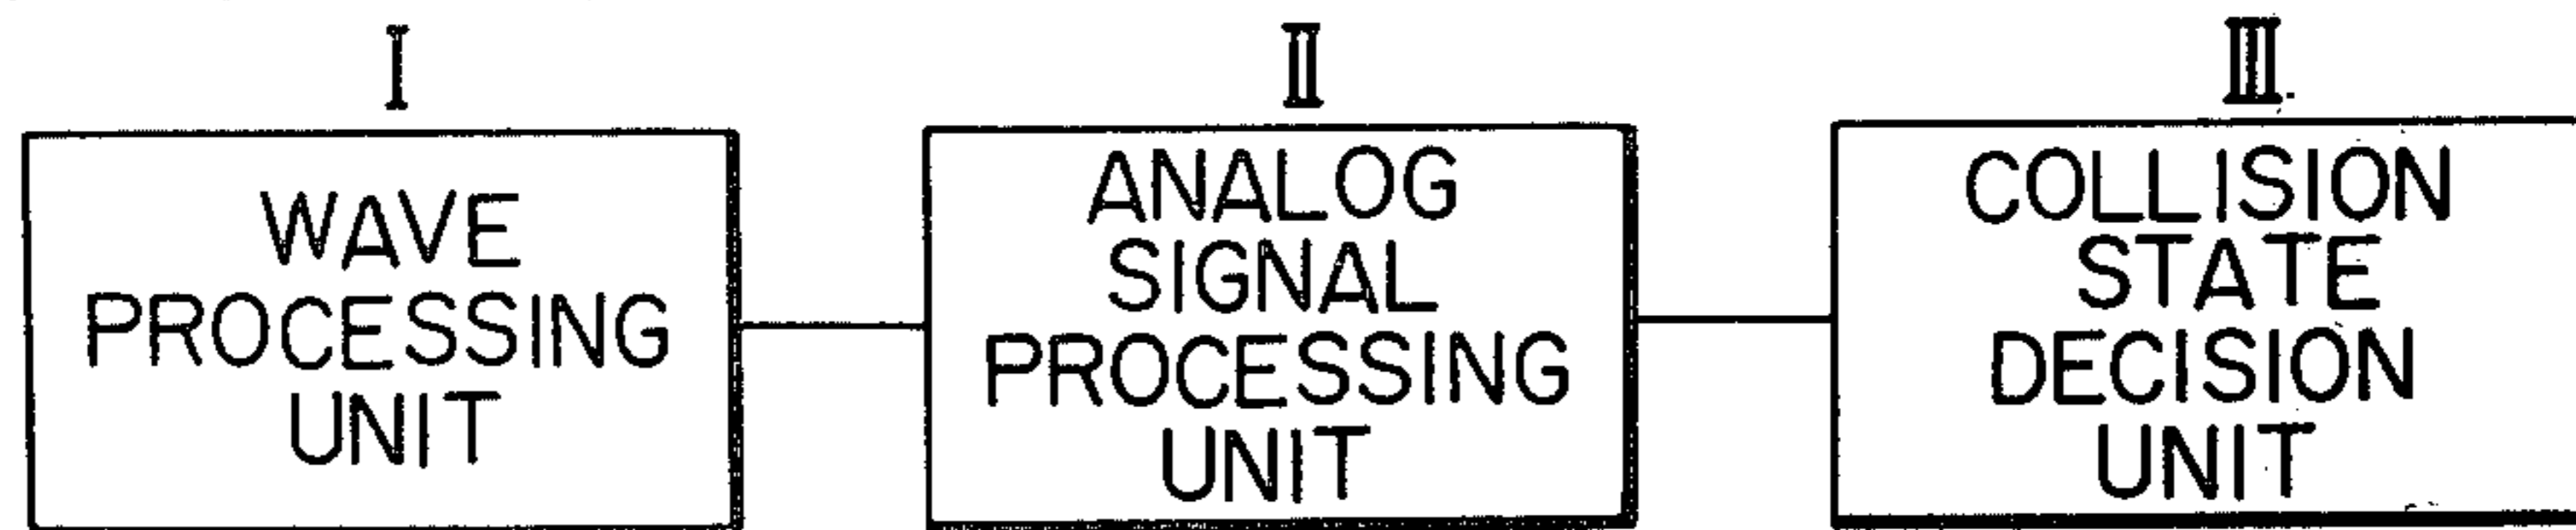 I
WAVE
PROCESSING
UNIT
II
ANALOG
SIGNAL
PROCESSING
UNIT
III
COLLISION
STATE
DECISION
UNIT